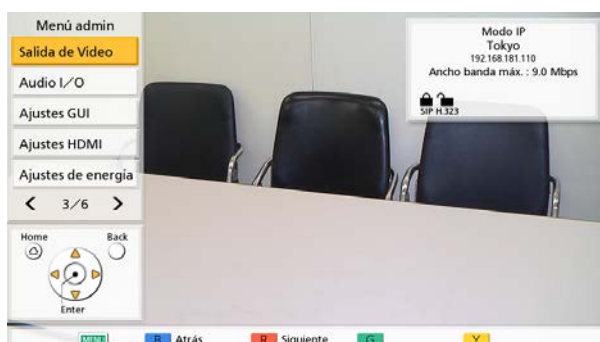 Menú admin
Salida de Vídeo
Audio I/O
Ajustes GUI
Ajustes HDMI
Ajustes de energía
3/6
Modo IP
Tokyo
192.168.181.110
Ancho banda máx. : 9.0 Mbps
SIP H.323
Home
Back
Enter
MENU B Atrás R Siguiente G Y